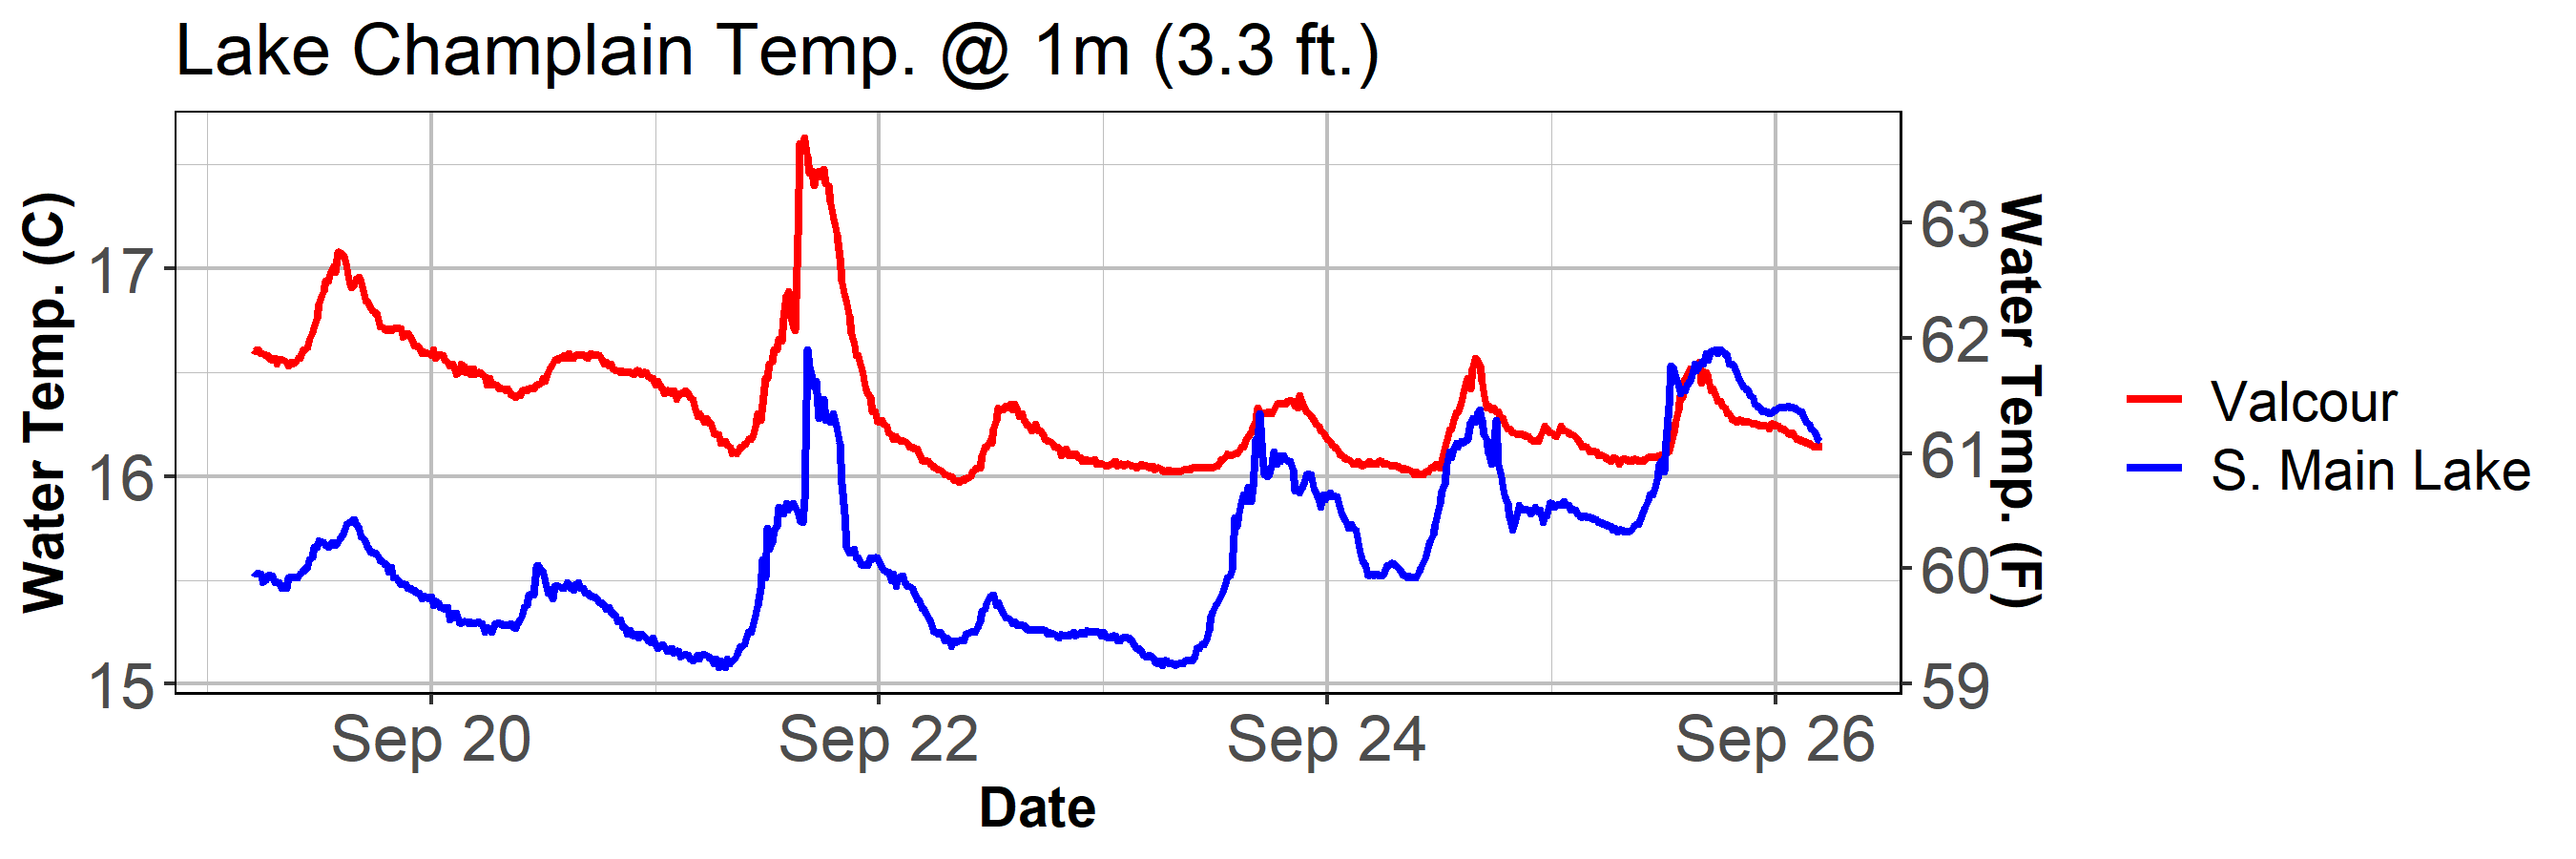 Lake Champlain Temp. @ 1m (3.3 ft.)
Water Temp. (C)
17
16
15
63
62
61
60
59
Water Temp. (F)
Sep 20
Sep 22
Sep 24
Sep 26
Date
Valcour
S. Main Lake